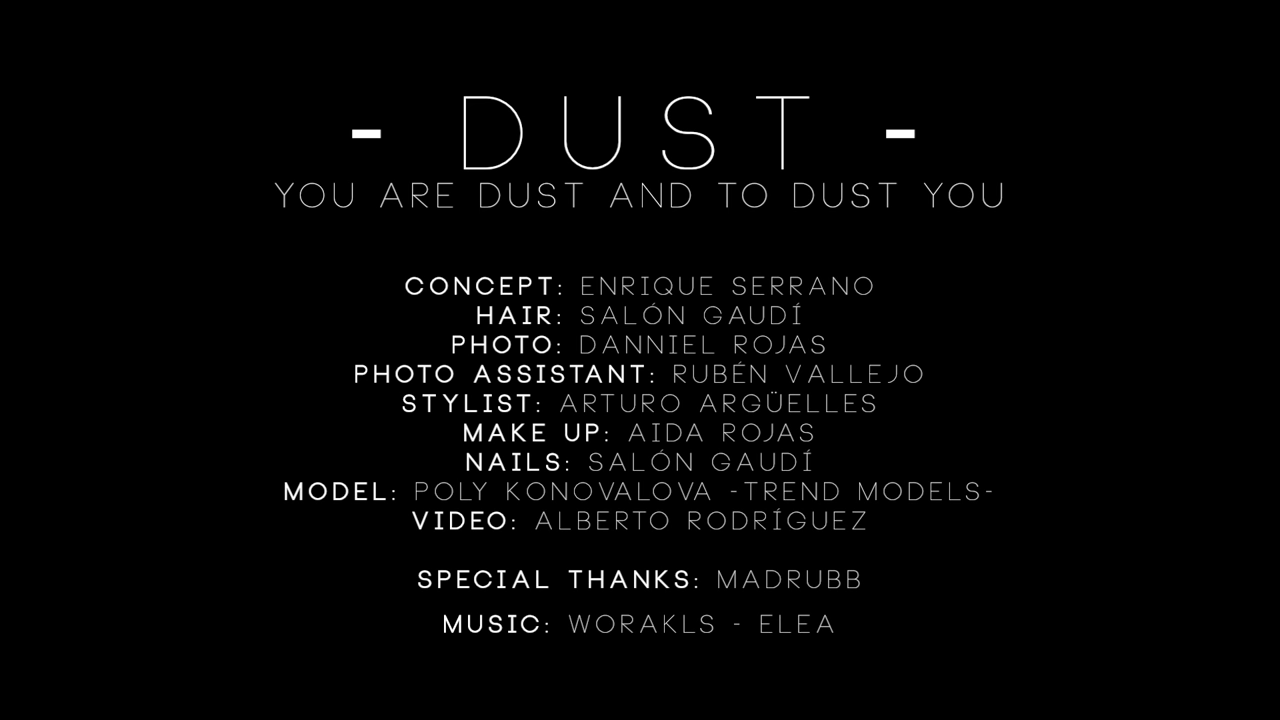 - DUST -
YOU ARE DUST AND TO DUST YOU
CONCEPT: ENRIQUE SERRANO
HAIR: SALÓN GAUDÍ
PHOTO: DANNIEL ROJAS
PHOTO ASSISTANT: RUBÉN VALLEJO
STYLIST: ARTURO ARGÜELLES
MAKE UP: AIDA ROJAS
NAILS: SALÓN GAUDÍ
MODEL: POLY KONOVALOVA -TREND MODELS-
VIDEO: ALBERTO RODRÍGUEZ
SPECIAL THANKS: MADRUBB
MUSIC: WORAKLS - ELEA